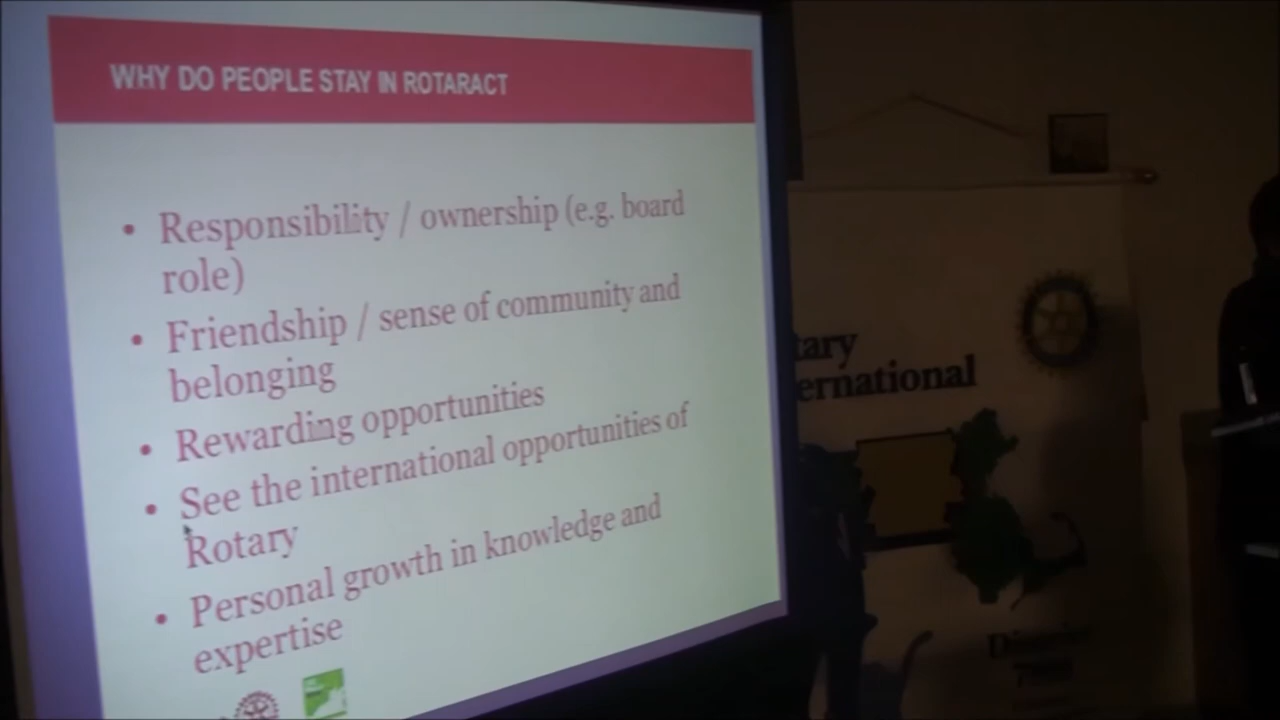 WHY DO PEOPLE STAY IN ROTARACT
• Responsibility / ownership (e.g. board
role)
• Friendship / sense of community and
belonging
• Rewarding opportunities
• See the international opportunities of
Rotary
• Personal growth in knowledge and
expertise
tary
ernational
District